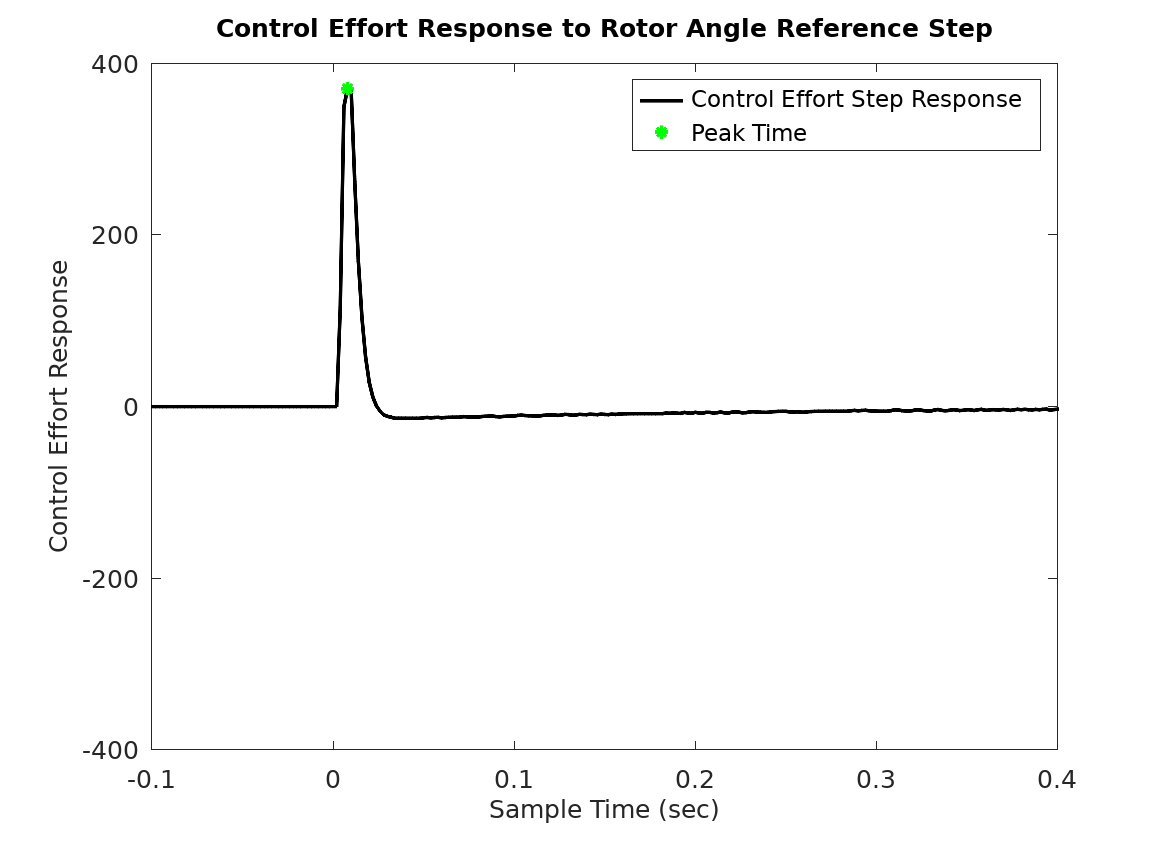 Control Effort Response to Rotor Angle Reference Step
400
Control Effort Step Response
Peak Time
200
0
-200
-400
Control Effort Response
-0.1 0 0.1 0.2 0.3 0.4
Sample Time (sec)